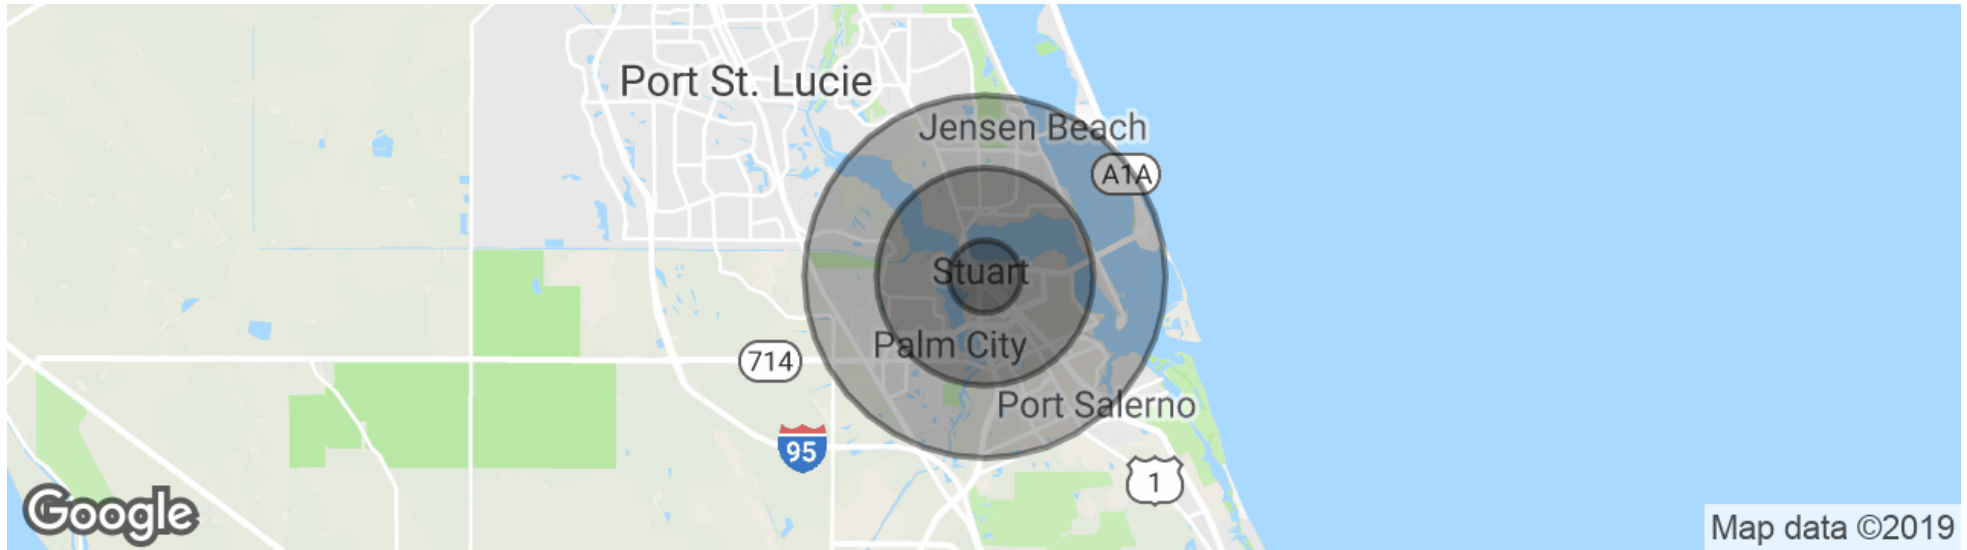 Port St. Lucie
Jensen Beach
A1A
Stuart
Palm City
714
Port Salerno
95
1
Google
Map data ©2019